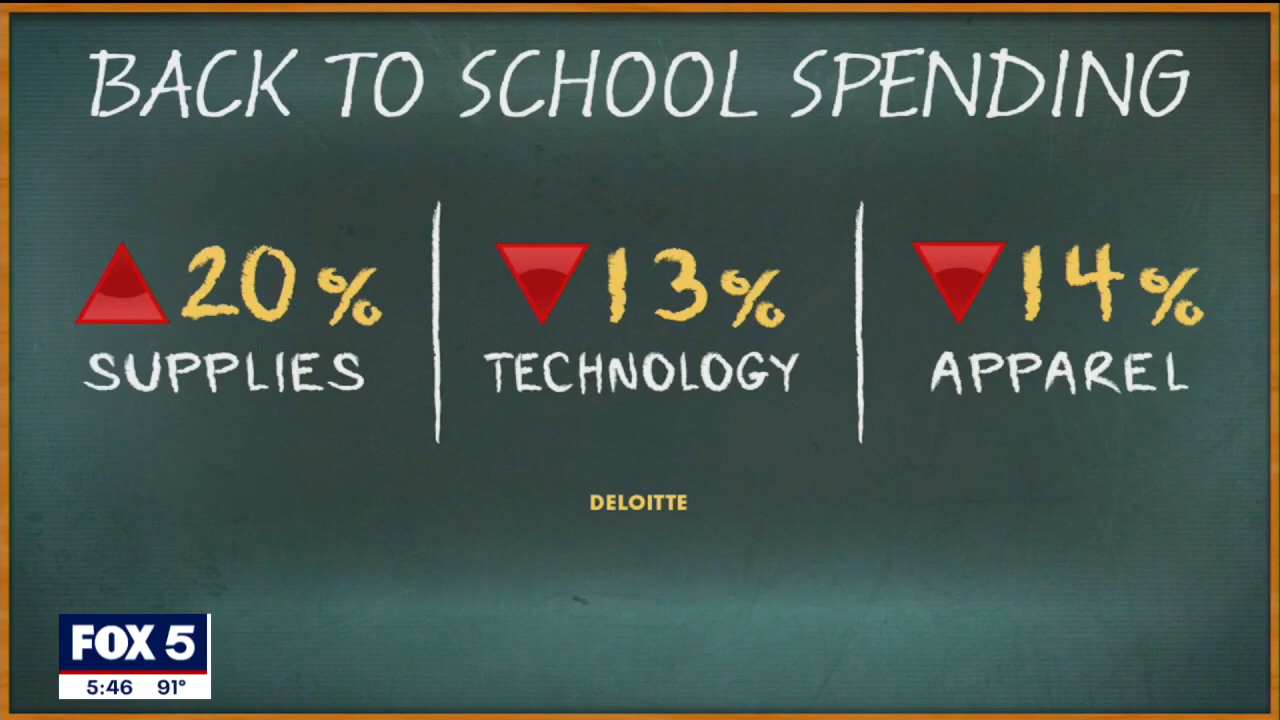 BACK TO SCHOOL SPENDING
20%
SUPPLIES
13%
TECHNOLOGY
14%
APPAREL
DELOITTE
FOX 5
5:46 91°